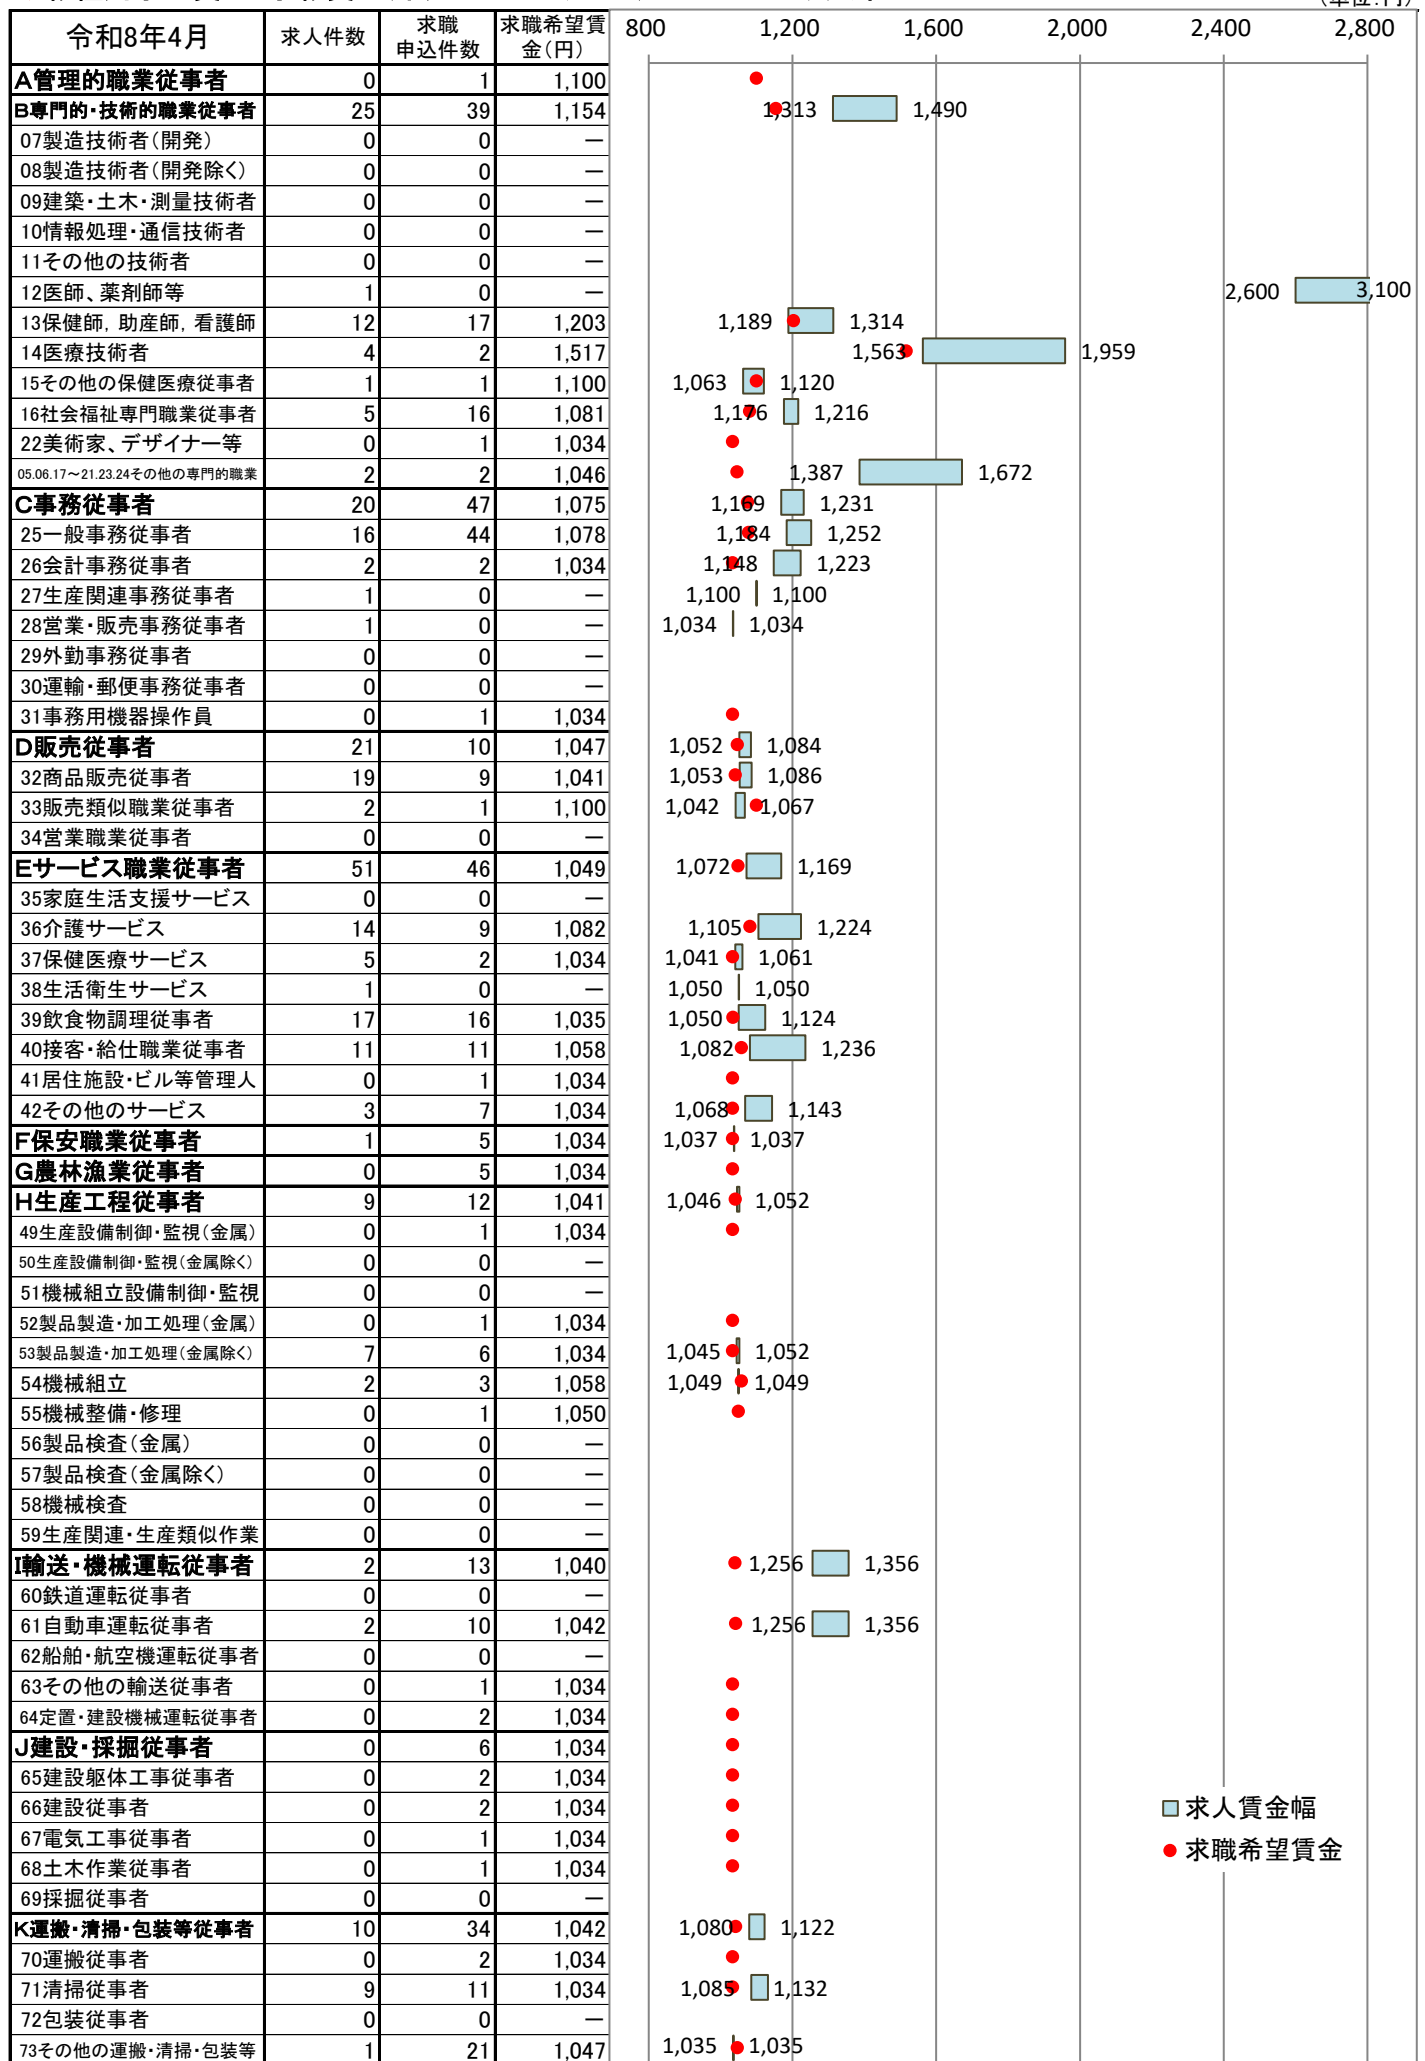 (単位:円)
令和8年4月 求人件数 求職申込件数 求職希望賃金(円) 800 1,200 1,600 2,000 2,400 2,800
A管理的職業従事者 0 1 1,100
B専門的・技術的職業従事者 25 39 1,154 1,313 1,490
07製造技術者(開発) 0 0 ―
08製造技術者(開発除く) 0 0 ―
09建築・土木・測量技術者 0 0 ―
10情報処理・通信技術者 0 0 ―
11その他の技術者 0 0 ―
12医師、薬剤師等 1 0 ― 2,600 3,100
13保健師, 助産師, 看護師 12 17 1,203 1,189 1,314
14医療技術者 4 2 1,517 1,563 1,959
15その他の保健医療従事者 1 1 1,100 1,063 1,120
16社会福祉専門職業従事者 5 16 1,081 1,176 1,216
22美術家、デザイナー等 0 1 1,034
05.06.17～21.23.24その他の専門的職業 2 2 1,046 1,387 1,672
C事務従事者 20 47 1,075 1,169 1,231
25一般事務従事者 16 44 1,078 1,184 1,252
26会計事務従事者 2 2 1,034 1,148 1,223
27生産関連事務従事者 1 0 ― 1,100 1,100
28営業・販売事務従事者 1 0 ― 1,034 1,034
29外勤事務従事者 0 0 ―
30運輸・郵便事務従事者 0 0 ―
31事務用機器操作員 0 1 1,034
D販売従事者 21 10 1,047 1,052 1,084
32商品販売従事者 19 9 1,041 1,053 1,086
33販売類似職業従事者 2 1 1,100 1,042 1,067
34営業職業従事者 0 0 ―
Eサービス職業従事者 51 46 1,049 1,072 1,169
35家庭生活支援サービス 0 0 ―
36介護サービス 14 9 1,082 1,105 1,224
37保健医療サービス 5 2 1,034 1,041 1,061
38生活衛生サービス 1 0 ― 1,050 1,050
39飲食物調理従事者 17 16 1,035 1,050 1,124
40接客・給仕職業従事者 11 11 1,058 1,082 1,236
41居住施設・ビル等管理人 0 1 1,034
42その他のサービス 3 7 1,034 1,068 1,143
F保安職業従事者 1 5 1,034 1,037 1,037
G農林漁業従事者 0 5 1,034
H生産工程従事者 9 12 1,041 1,046 1,052
49生産設備制御・監視(金属) 0 1 1,034
50生産設備制御・監視(金属除く) 0 0 ―
51機械組立設備制御・監視 0 0 ―
52製品製造・加工処理(金属) 0 1 1,034
53製品製造・加工処理(金属除く) 7 6 1,034 1,045 1,052
54機械組立 2 3 1,058 1,049 1,049
55機械整備・修理 0 1 1,050
56製品検査(金属) 0 0 ―
57製品検査(金属除く) 0 0 ―
58機械検査 0 0 ―
59生産関連・生産類似作業 0 0 ―
I輸送・機械運転従事者 2 13 1,040 1,256 1,356
60鉄道運転従事者 0 0 ―
61自動車運転従事者 2 10 1,042 1,256 1,356
62船舶・航空機運転従事者 0 0 ―
63その他の輸送従事者 0 1 1,034
64定置・建設機械運転従事者 0 2 1,034
J建設・採掘従事者 0 6 1,034
65建設躯体工事従事者 0 2 1,034
66建設従事者 0 2 1,034 求人賃金幅
67電気工事従事者 0 1 1,034 求職希望賃金
68土木作業従事者 0 1 1,034
69採掘従事者 0 0 ―
K運搬・清掃・包装等従事者 10 34 1,042 1,080 1,122
70運搬従事者 0 2 1,034
71清掃従事者 9 11 1,034 1,085 1,132
72包装従事者 0 0 ―
73その他の運搬・清掃・包装等 1 21 1,047 1,035 1,035